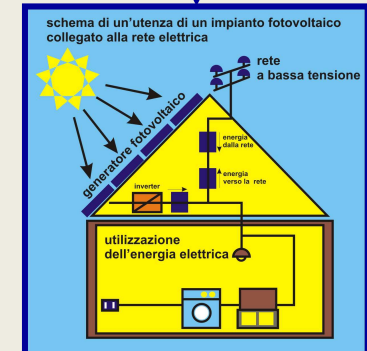 schema di un'utenza di un impianto fotovoltaico
collegato alla rete elettrica
rete
a bassa tensione
generatore fotovoltaico
energia
dalla rete
energia
verso la rete
inverter
utilizzazione
dell'energia elettrica